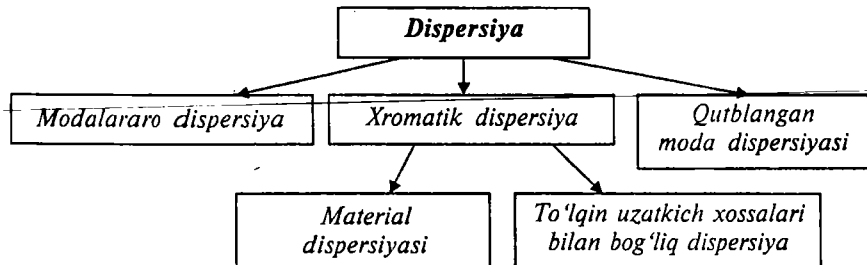 Dispersiya
Modalararo dispersiya
Xromatik dispersiya
Qutblangan
moda dispersiyasi
Material
dispersiyasi
To‘lqin uzatkich xossalari
bilan bog‘liq dispersiya